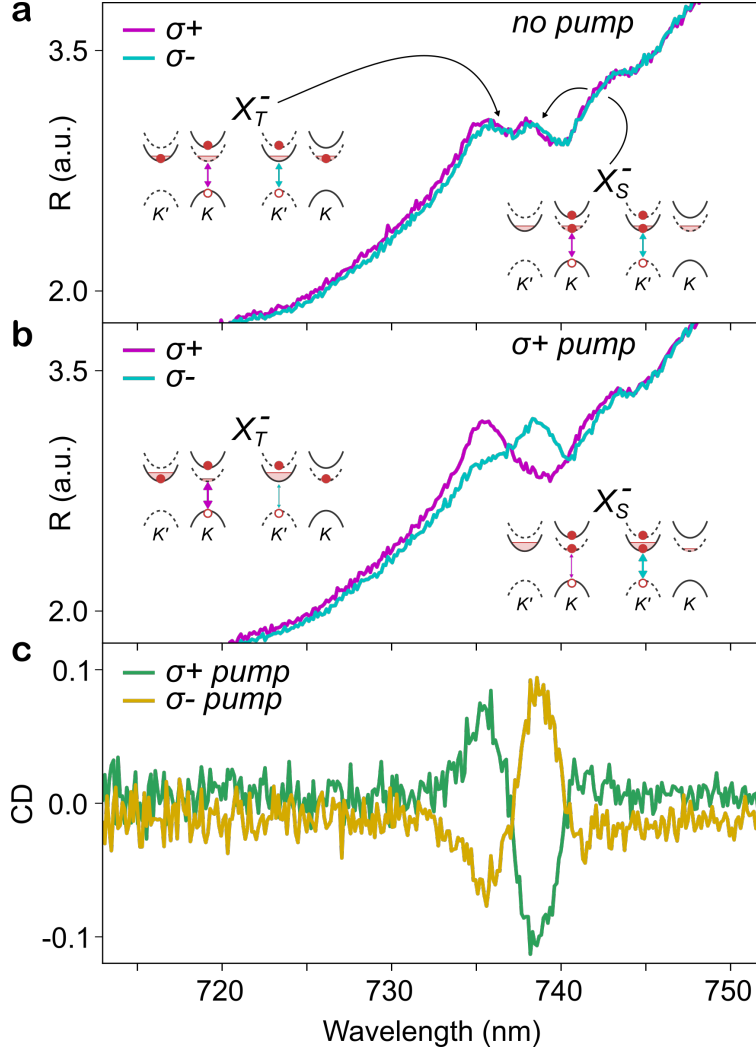 a
σ+
σ-
no pump
3.5
2.0
R (a.u.)
X_T^-
K' K K' K
X_S^-
K' K K' K
b
σ+
σ-
σ+ pump
3.5
2.0
R (a.u.)
X_T^-
K' K K' K
X_S^-
K' K K' K
c
σ+ pump
σ- pump
0.1
0.0
-0.1
CD
720 730 740 750
Wavelength (nm)